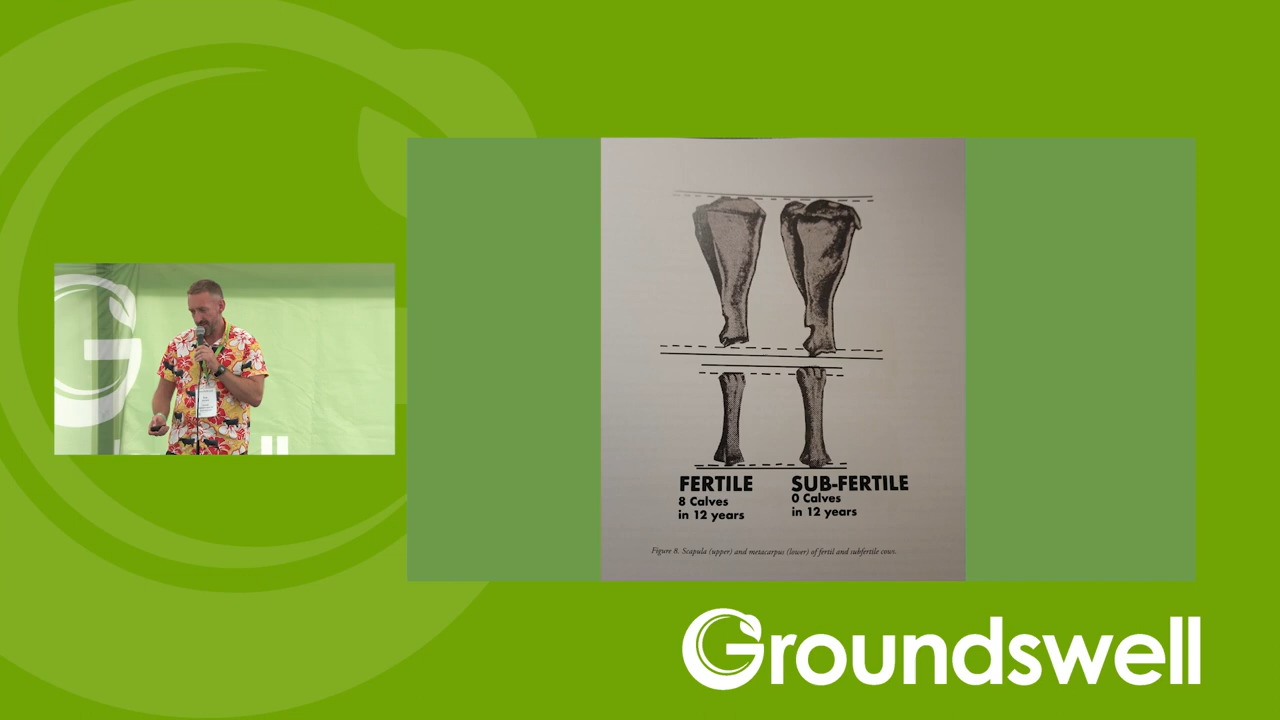 FERTILE
8 Calves
in 12 years
SUB-FERTILE
0 Calves
in 12 years
Figure 8. Scapula (upper) and metacarpus (lower) of fertil and subfertile cows.
Groundswell